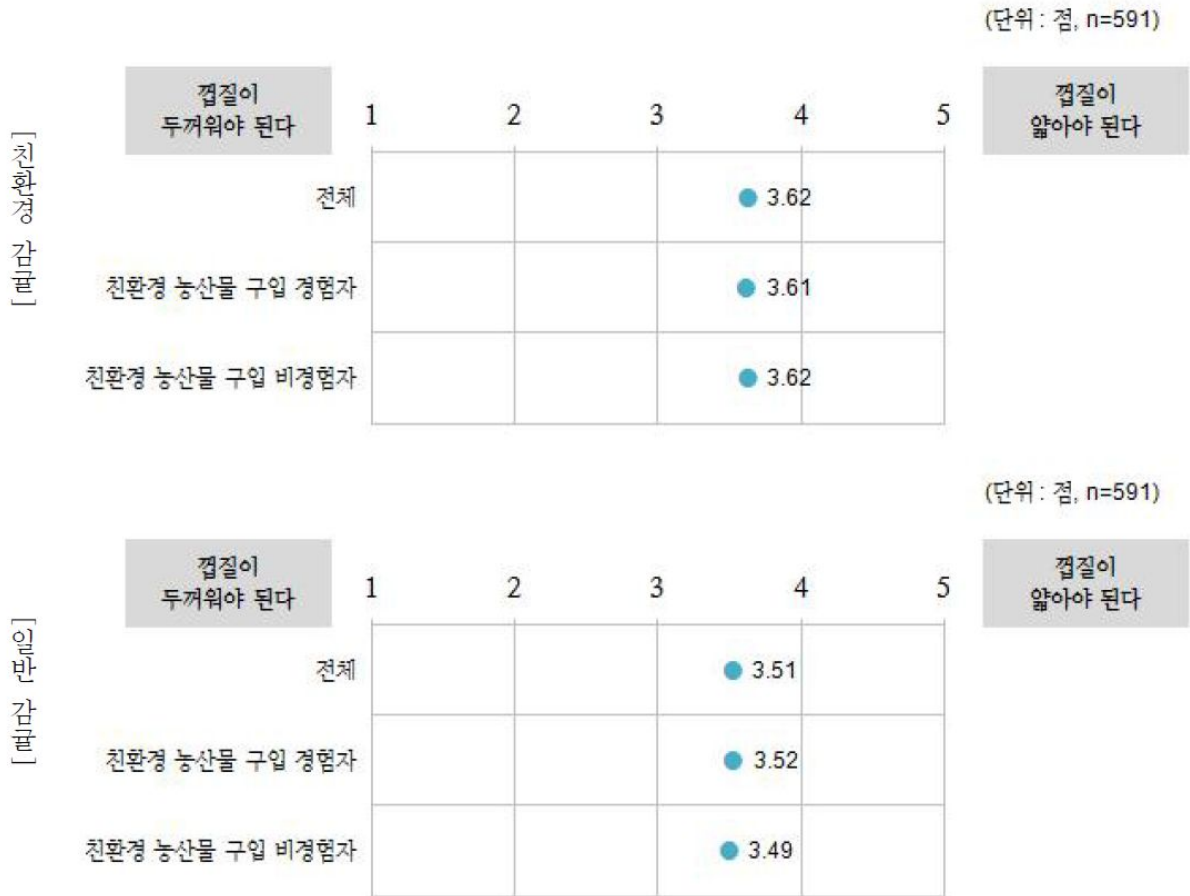 (단위 : 점, n=591)
[친환경 감귤]
껍질이
두꺼워야 된다
1 2 3 4 5
껍질이
얇아야 된다
전체 3.62
친환경 농산물 구입 경험자 3.61
친환경 농산물 구입 비경험자 3.62
(단위 : 점, n=591)
[일반 감귤]
껍질이
두꺼워야 된다
1 2 3 4 5
껍질이
얇아야 된다
전체 3.51
친환경 농산물 구입 경험자 3.52
친환경 농산물 구입 비경험자 3.49